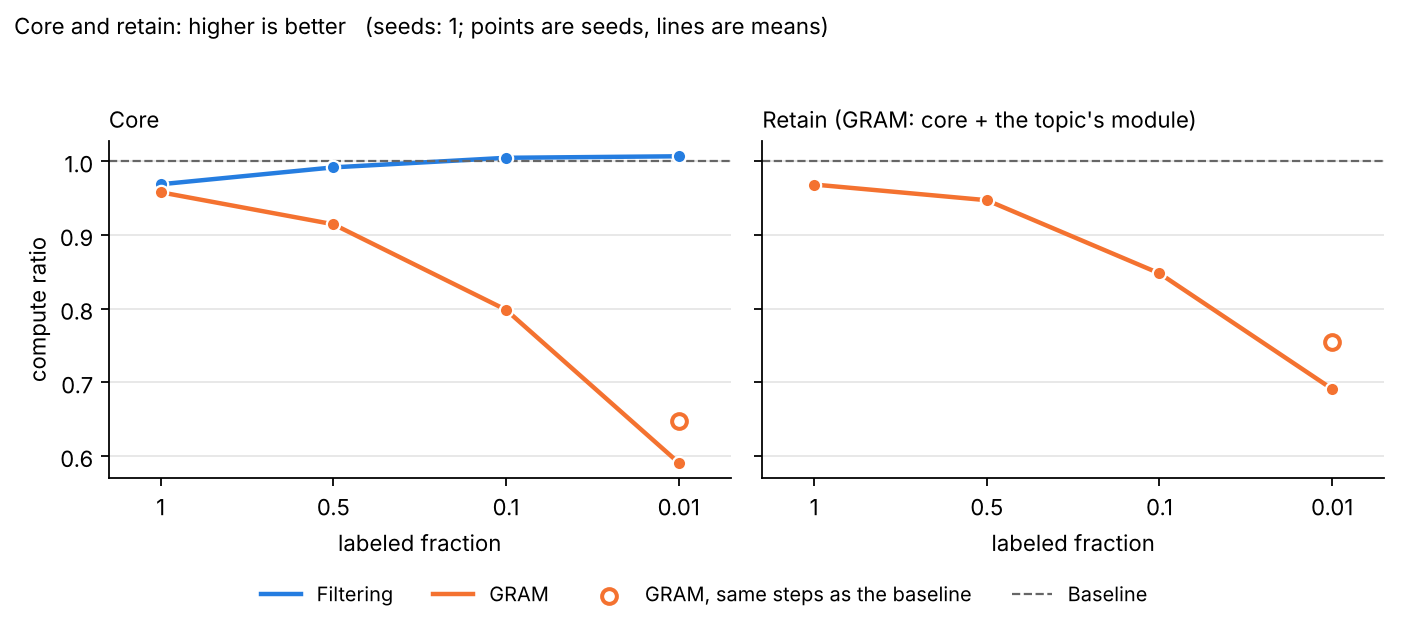 Core and retain: higher is better (seeds: 1; points are seeds, lines are means)
Core
Retain (GRAM: core + the topic's module)
compute ratio
1.0
0.9
0.8
0.7
0.6
1 0.5 0.1 0.01
1 0.5 0.1 0.01
labeled fraction
labeled fraction
Filtering GRAM GRAM, same steps as the baseline Baseline